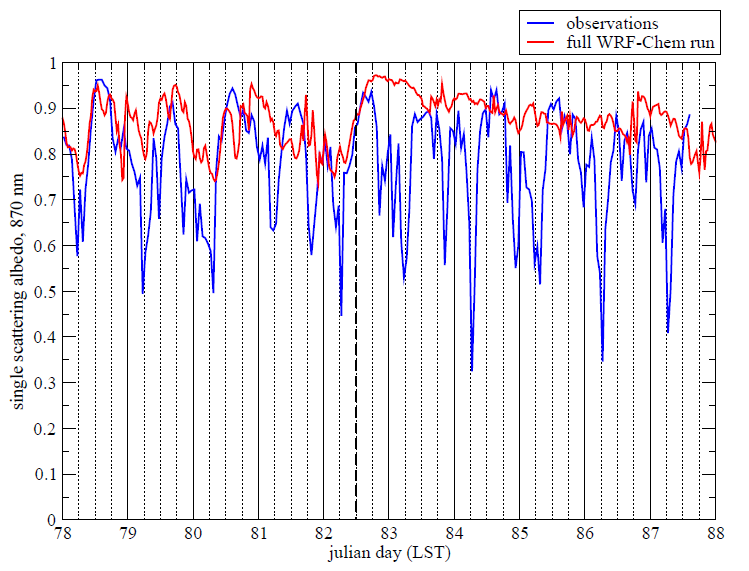 observations
full WRF-Chem run
1
0.9
0.8
0.7
0.6
0.5
0.4
0.3
0.2
0.1
0
single scattering albedo, 870 nm
78 79 80 81 82 83 84 85 86 87 88
julian day (LST)